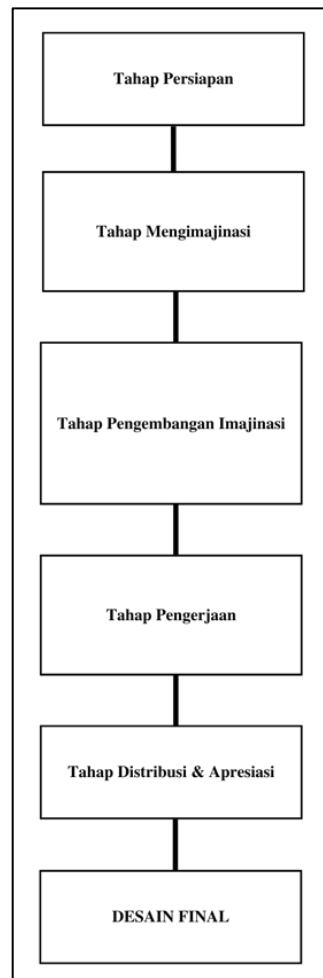 Tahap Persiapan
Tahap Mengimajinasi
Tahap Pengembangan Imajinasi
Tahap Pengerjaan
Tahap Distribusi & Apresiasi
DESAIN FINAL